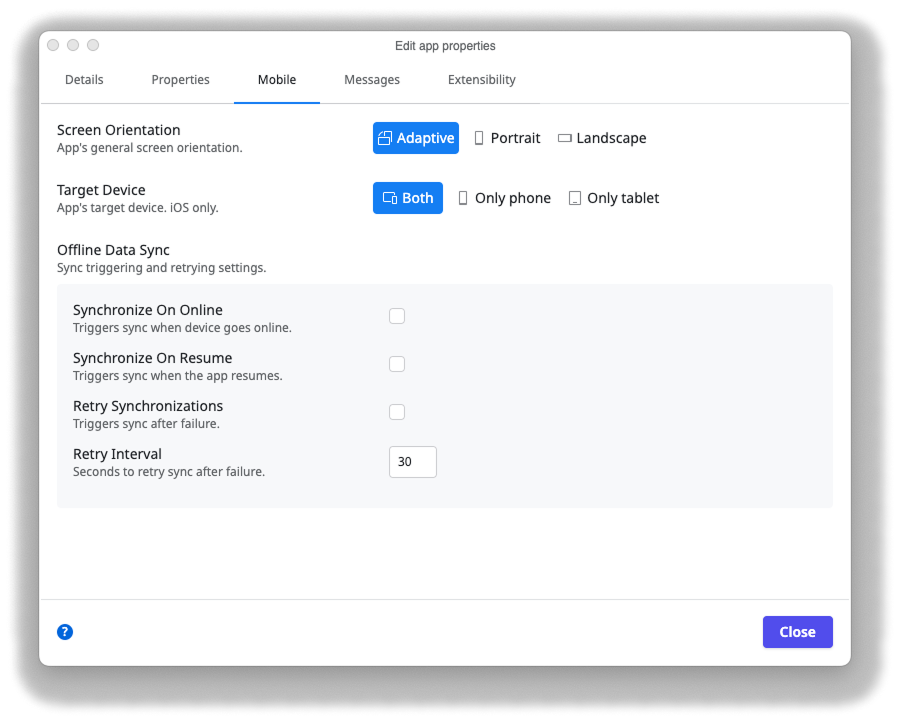 Edit app properties
Details Properties Mobile Messages Extensibility
Screen Orientation
App's general screen orientation.
Adaptive Portrait Landscape
Target Device
App's target device. iOS only.
Both Only phone Only tablet
Offline Data Sync
Sync triggering and retrying settings.
Synchronize On Online
Triggers sync when device goes online.
Synchronize On Resume
Triggers sync when the app resumes.
Retry Synchronizations
Triggers sync after failure.
Retry Interval
Seconds to retry sync after failure.
30
?
Close